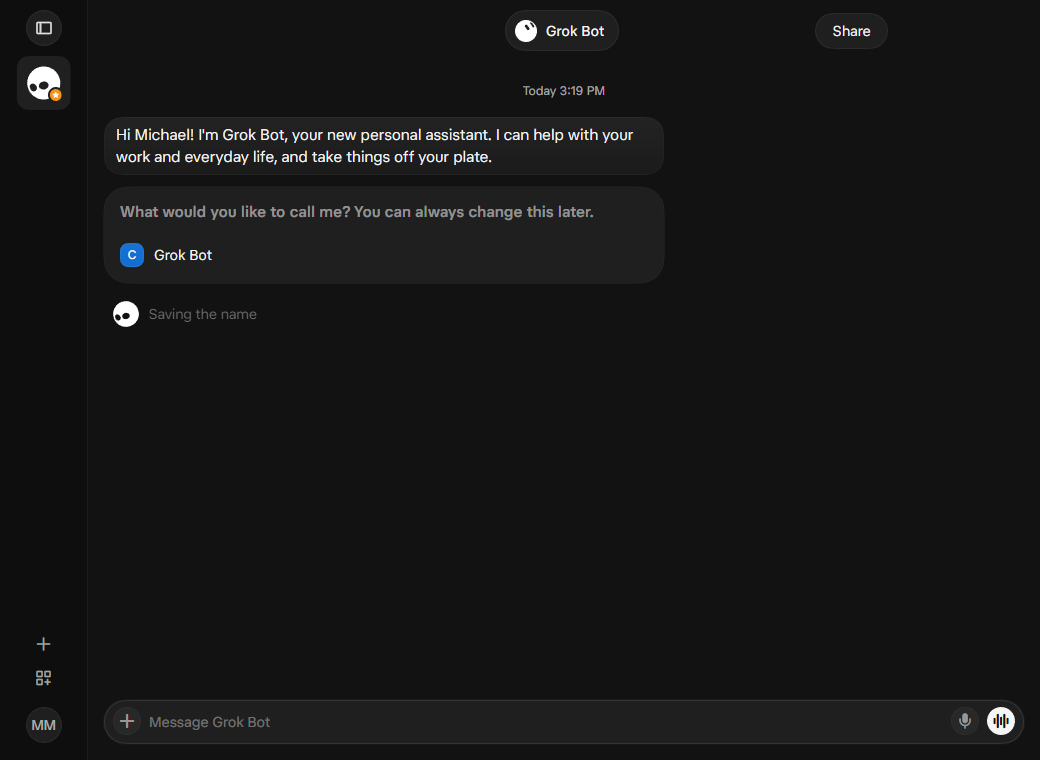 Grok Bot
Share
Today 3:19 PM
Hi Michael! I'm Grok Bot, your new personal assistant. I can help with your
work and everyday life, and take things off your plate.
What would you like to call me? You can always change this later.
C Grok Bot
Saving the name
MM
Message Grok Bot